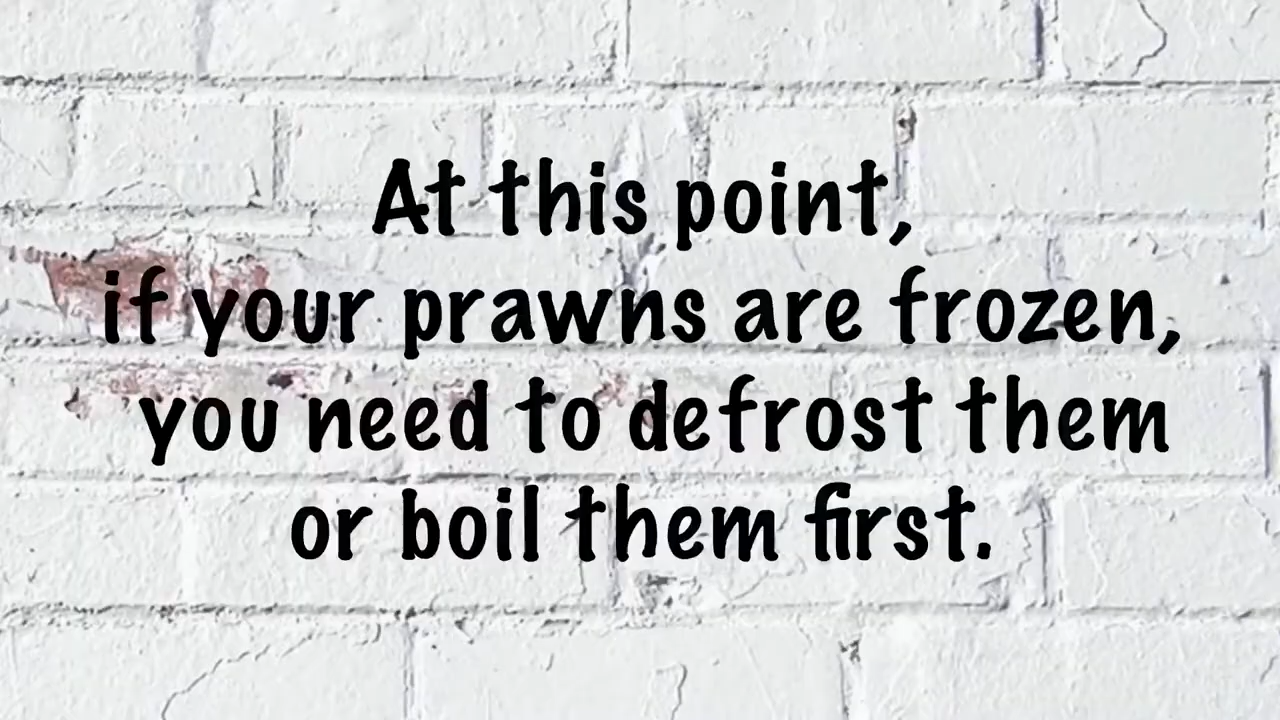 At this point,
if your prawns are frozen,
you need to defrost them
or boil them first.